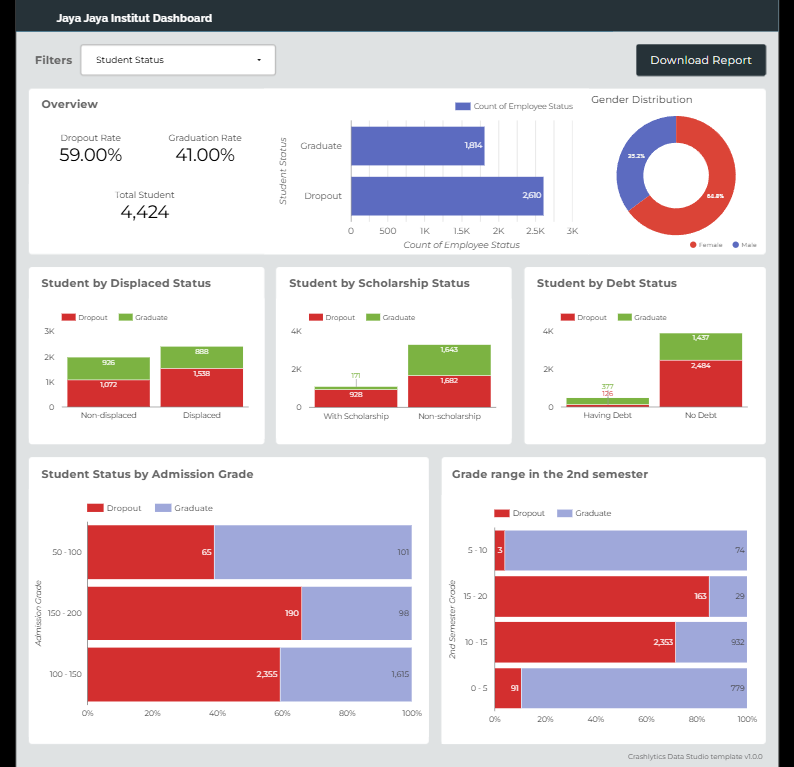 Jaya Jaya Institut Dashboard
Filters
Student Status
Download Report
Overview
Dropout Rate
59.00%
Graduation Rate
41.00%
Total Student
4,424
Count of Employee Status
Student Status
Graduate
Dropout
1,814
2,610
0 500 1K 1.5K 2K 2.5K 3K
Count of Employee Status
Gender Distribution
35.2%
64.8%
Female Male
Student by Displaced Status
Dropout Graduate
3K
2K
1K
0
926
1,072
888
1,538
Non-displaced Displaced
Student by Scholarship Status
Dropout Graduate
4K
2K
0
171
928
1,643
1,682
With Scholarship Non-scholarship
Student by Debt Status
Dropout Graduate
4K
2K
0
377
126
1,437
2,484
Having Debt No Debt
Student Status by Admission Grade
Dropout Graduate
Admission Grade
50 - 100 65 101
150 - 200 190 98
100 - 150 2,355 1,615
0% 20% 40% 60% 80% 100%
Grade range in the 2nd semester
Dropout Graduate
2nd Semester Grade
5 - 10 3 74
15 - 20 163 29
10 - 15 2,353 932
0 - 5 91 779
0% 20% 40% 60% 80% 100%
Crashlytics Data Studio template v1.0.0